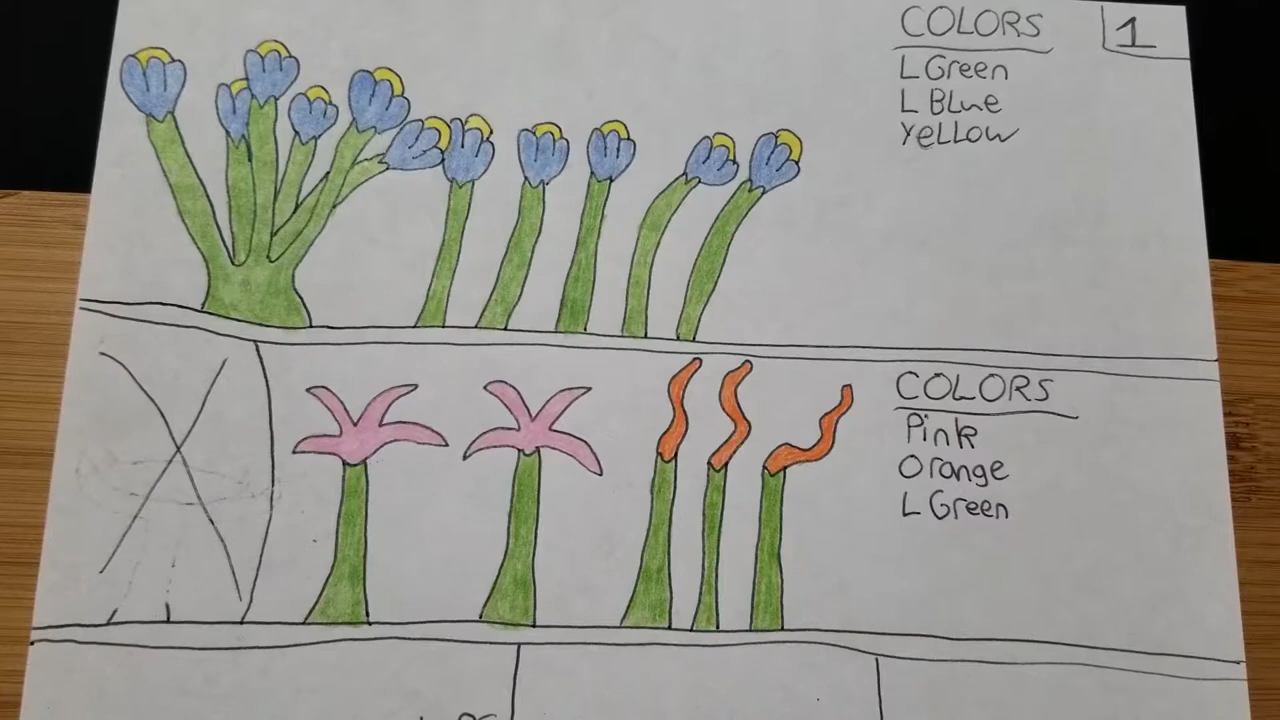 COLORS
1
L Green
L BLue
YeLLOW
COLORS
Pink
Orange
L Green